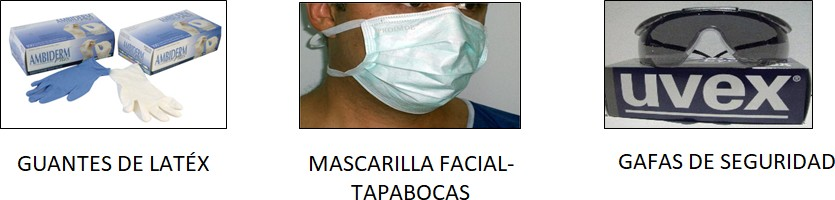 AMBIDERM
AMBIDERM
uvex®
GUANTES DE LATÉX
MASCARILLA FACIAL-
TAPABOCAS
GAFAS DE SEGURIDAD